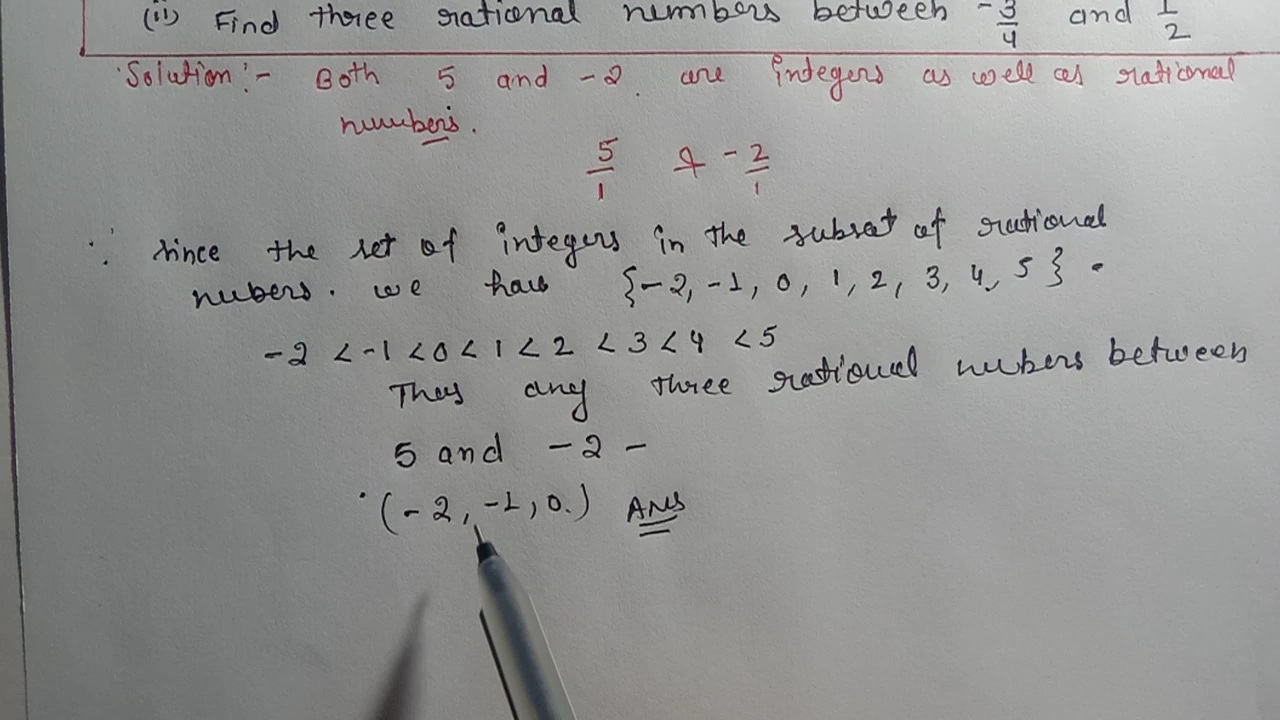 (ii) Find three rational numbers between -3/4 and 1/2
Solution:- Both 5 and -2 are integers as well as rational
numbers.
5/1 & -2/1
∵ since the set of integers in the subset of rational
nubers. we have {-2, -1, 0, 1, 2, 3, 4, 5}.
-2 < -1 < 0 < 1 < 2 < 3 < 4 < 5
Thus any three rational nubers between
5 and -2 -
(-2, -1, 0.) Ans